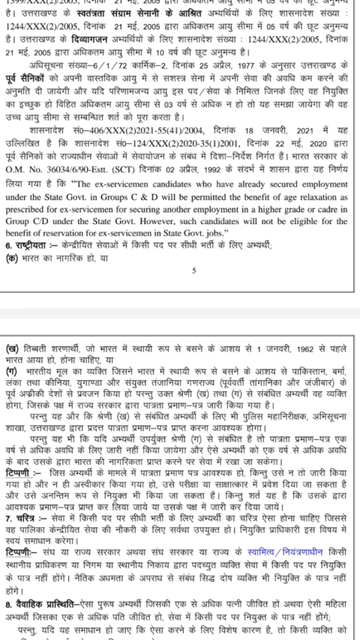 1399/XXX(2)/2005, दिनांक 21 मई, 2005 द्वारा अधिकतम आयु सीमा में 05 वर्ष की छूट अनुमन्य
है। उत्तराखण्ड के स्वतंत्रता संग्राम सेनानी के आश्रित अभ्यर्थियों के लिए शासनादेश संख्या :
1244/XXX(2)/2005, दिनांक 21 मई, 2005 द्वारा अधिकतम आयु सीमा में 05 वर्ष की छूट अनुमन्य
है। उत्तराखण्ड के दिव्यांगजन अभ्यर्थियों के लिए शासनादेश संख्या : 1244/XXX(2)/2005, दिनांक
21 मई, 2005 द्वारा अधिकतम आयु सीमा में 10 वर्ष की छूट अनुमन्य है।
अधिसूचना संख्या–6/1/72 कार्मिक–2, दिनांक 25 अप्रैल, 1977 के अनुसार उत्तराखण्ड के
पूर्व सैनिकों को अपनी वास्तविक आयु में से सशस्त्र सेना में अपनी सेवा की अवधि कम करने की
अनुमति दी जायेगी और यदि परिणामजन्य आयु इस पद/सेवा के निमित्त जिनके लिए वह नियुक्ति
का इच्छुक हो विहित अधिकतम आयु सीमा से 03 वर्ष से अधिक न हो तो यह समझा जायेगा की वह
उच्च आयु सीमा से सम्बन्धित शर्त को पूरा करता है।
शासनादेश सं0–406/XXX(2)2021-55(41)/2004, दिनांक 18 जनवरी, 2021 में यह
उल्लिखित है कि शासनादेश सं0–124/XXX(2)2020-35(1)2001, दिनांक 22 मई, 2020 द्वारा
पूर्व सैनिकों को राज्याधीन सेवाओं में सेवायोजन के संबंध में दिशा–निर्देश निर्गत हैं। भारत सरकार के
O.M. No. 36034/6/90-Estt. (SCT) दिनांक 02 अप्रैल, 1992 के संदर्भ में शासन द्वारा यह निर्णय
लिया गया है कि "The ex-servicemen candidates who have already secured employment
under the State Govt. in Groups C & D will be permitted the benefit of age relaxation as
prescribed for ex-servicemen for securing another employment in a higher grade or cadre in
Group C/D under the State Govt. However, such candidates will not be eligible for the
benefit of reservation for ex-servicemen in State Govt. jobs."
6. राष्ट्रीयता :– केन्द्रीयित सेवाओं में किसी पद पर सीधी भर्ती के लिए अभ्यर्थी;
(क) भारत का नागरिक हो, या
5
(ख) तिब्बती शरणार्थी, जो भारत में स्थायी रूप से बसने के आशय से 1 जनवरी, 1962 से पहले
भारत आया हो, होना चाहिए, या
(ग) भारतीय मूल का व्यक्ति जिसने भारत में स्थायी रूप से बसने के आशय से पाकिस्तान, बर्मा,
लंका तथा कीनिया, युगाण्डा और संयुक्त तंजानिया गणराज्य (पूर्ववर्ती तांगानिका और जंजीबार) के
पूर्व अफ्रीकी देशों से प्रव्रजन किया हो परन्तु उक्त श्रेणी (ख) तथा (ग) से संबंधित अभ्यर्थी वह व्यक्ति
होगा, जिसके पक्ष में राज्य सरकार द्वारा पात्रता प्रमाण–पत्र जारी किया गया है।
परन्तु यह और कि श्रेणी (ख) से संबंधित अभ्यर्थी के लिए भी पुलिस महानिरीक्षक, अभिसूचना
शाखा, उत्तराखण्ड द्वारा प्रदत्त पात्रता प्रमाण–पत्र प्राप्त करना आवश्यक होगा।
परन्तु यह भी कि यदि अभ्यर्थी उपर्युक्त श्रेणी (ग) से संबंधित है तो पात्रता प्रमाण–पत्र एक
वर्ष से अधिक अवधि के लिए जारी नहीं किया जायेगा और ऐसे अभ्यर्थी को एक वर्ष से अधिक अवधि
के बाद उसके द्वारा भारत की नागरिकता प्राप्त करने पर सेवा में रखा जा सकेगा।
टिप्पणी :– जिस अभ्यर्थी के मामले में पात्रता प्रमाण पत्र आवश्यक हो, किन्तु उसे न तो जारी किया
गया हो और न ही अस्वीकार किया गया हो, उसे परीक्षा या साक्षात्कार में प्रवेश दिया जा सकता है
और उसे अनन्तिम रूप से नियुक्त भी किया जा सकता है। किन्तु शर्त यह है कि उसके द्वारा
आवश्यक प्रमाण–पत्र प्राप्त कर लिया जाये या उसके पक्ष में जारी कर दिया जायें।
7. चरित्र :– सेवा में किसी पद पर सीधी भर्ती के लिए अभ्यर्थी का चरित्र ऐसा होना चाहिए जिससे
वह पालिका केन्द्रीयित सेवा की नौकरी के लिए सर्वथा उपयुक्त हो। नियुक्ति प्राधिकारी इस विषय में
स्वयं समाधान करेगा।
टिप्पणी:– संघ या राज्य सरकार अथवा संघ सरकार या राज्य के स्वामित्व/नियंत्रणाधीन किसी
स्थानीय प्राधिकरण या निगम या स्थानीय निकाय द्वारा पदच्युत व्यक्ति सेवा में किसी पद पर नियुक्ति
के पात्र नहीं होंगे। नैतिक अधमता के अपराध से संबंध सिद्ध दोष व्यक्ति भी नियुक्ति के पात्र नहीं
होंगे।
8. वैवाहिक प्रास्थिति–ऐसा पुरूष अभ्यर्थी जिसकी एक से अधिक पत्नी जीवित हों अथवा ऐसी महिला
अभ्यर्थी जिसका एक से अधिक पति जीवित हो, सेवा में किसी पद पर नियुक्त के पात्र नहीं होंगे;
परन्तु, यदि यह समाधान हो जाए कि ऐसा करने के लिए विशेष कारण है, तो किसी व्यक्ति को